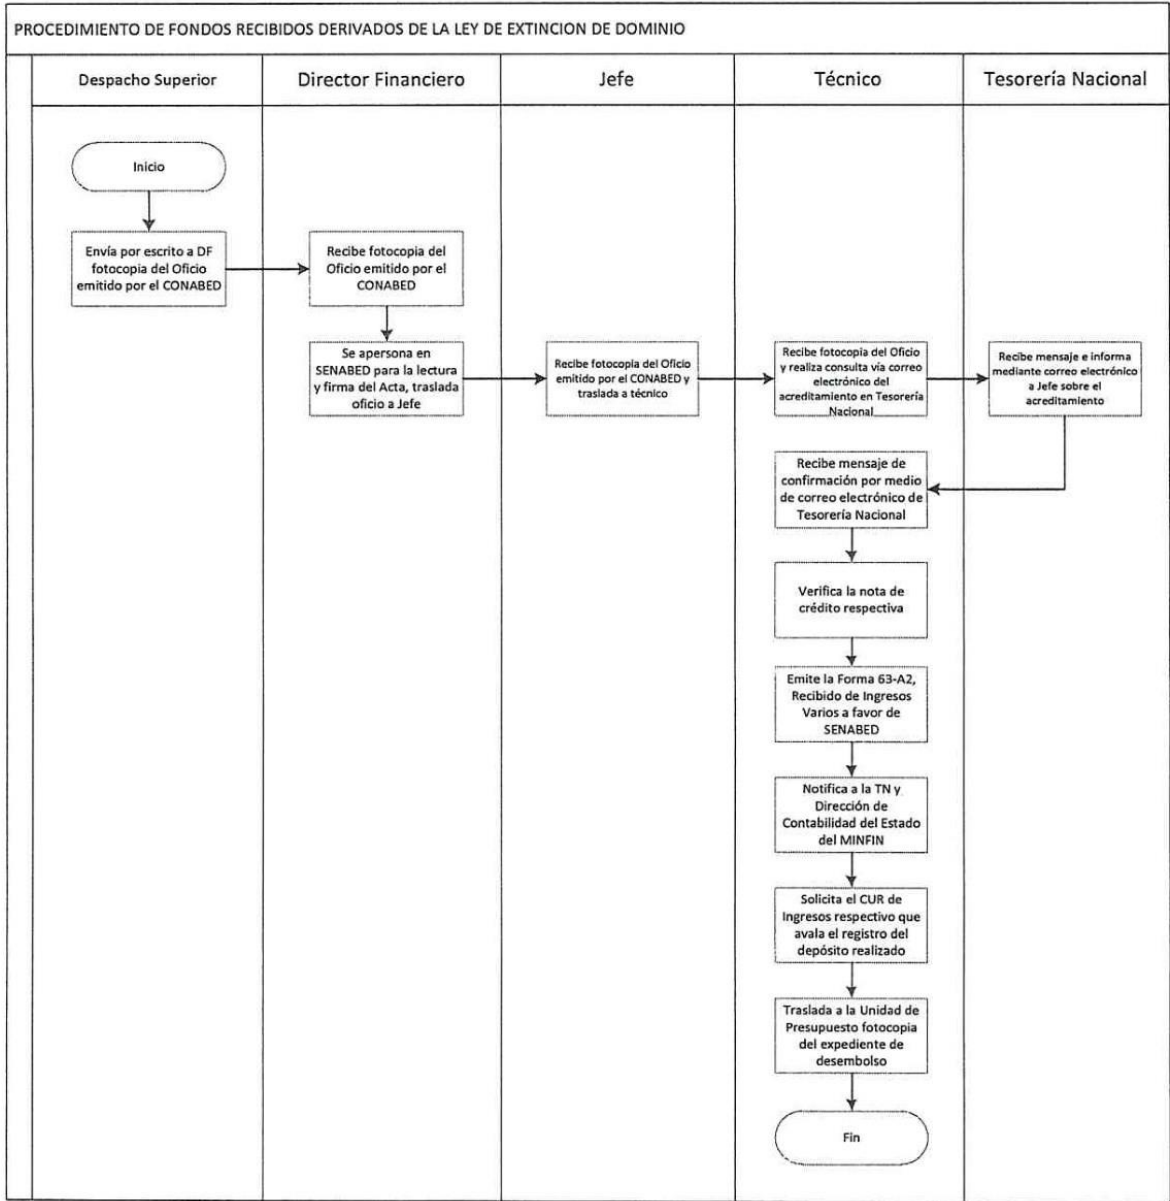 PROCEDIMIENTO DE FONDOS RECIBIDOS DERIVADOS DE LA LEY DE EXTINCION DE DOMINIO
Despacho Superior
Director Financiero
Jefe
Técnico
Tesorería Nacional
Inicio
Envía por escrito a DF
fotocopia del Oficio
emitido por el CONABED
Recibe fotocopia del
Oficio emitido por el
CONABED
Se apersona en
SENABED para la lectura
y firma del Acta, traslada
oficio a Jefe
Recibe fotocopia del Oficio
emitido por el CONABED y
traslada a técnico
Recibe fotocopia del Oficio
y realiza consulta vía correo
electrónico del
acreditamiento en Tesorería
Nacional
Recibe mensaje e informa
mediante correo electrónico
a Jefe sobre el
acreditamiento
Recibe mensaje de
confirmación por medio
de correo electrónico de
Tesorería Nacional
Verifica la nota de
crédito respectiva
Emite la Forma 63-A2,
Recibido de Ingresos
Varios a favor de
SENABED
Notifica a la TN y
Dirección de
Contabilidad del Estado
del MINFIN
Solicita el CUR de
Ingresos respectivo que
avala el registro del
depósito realizado
Traslada a la Unidad de
Presupuesto fotocopia
del expediente de
desembolso
Fin